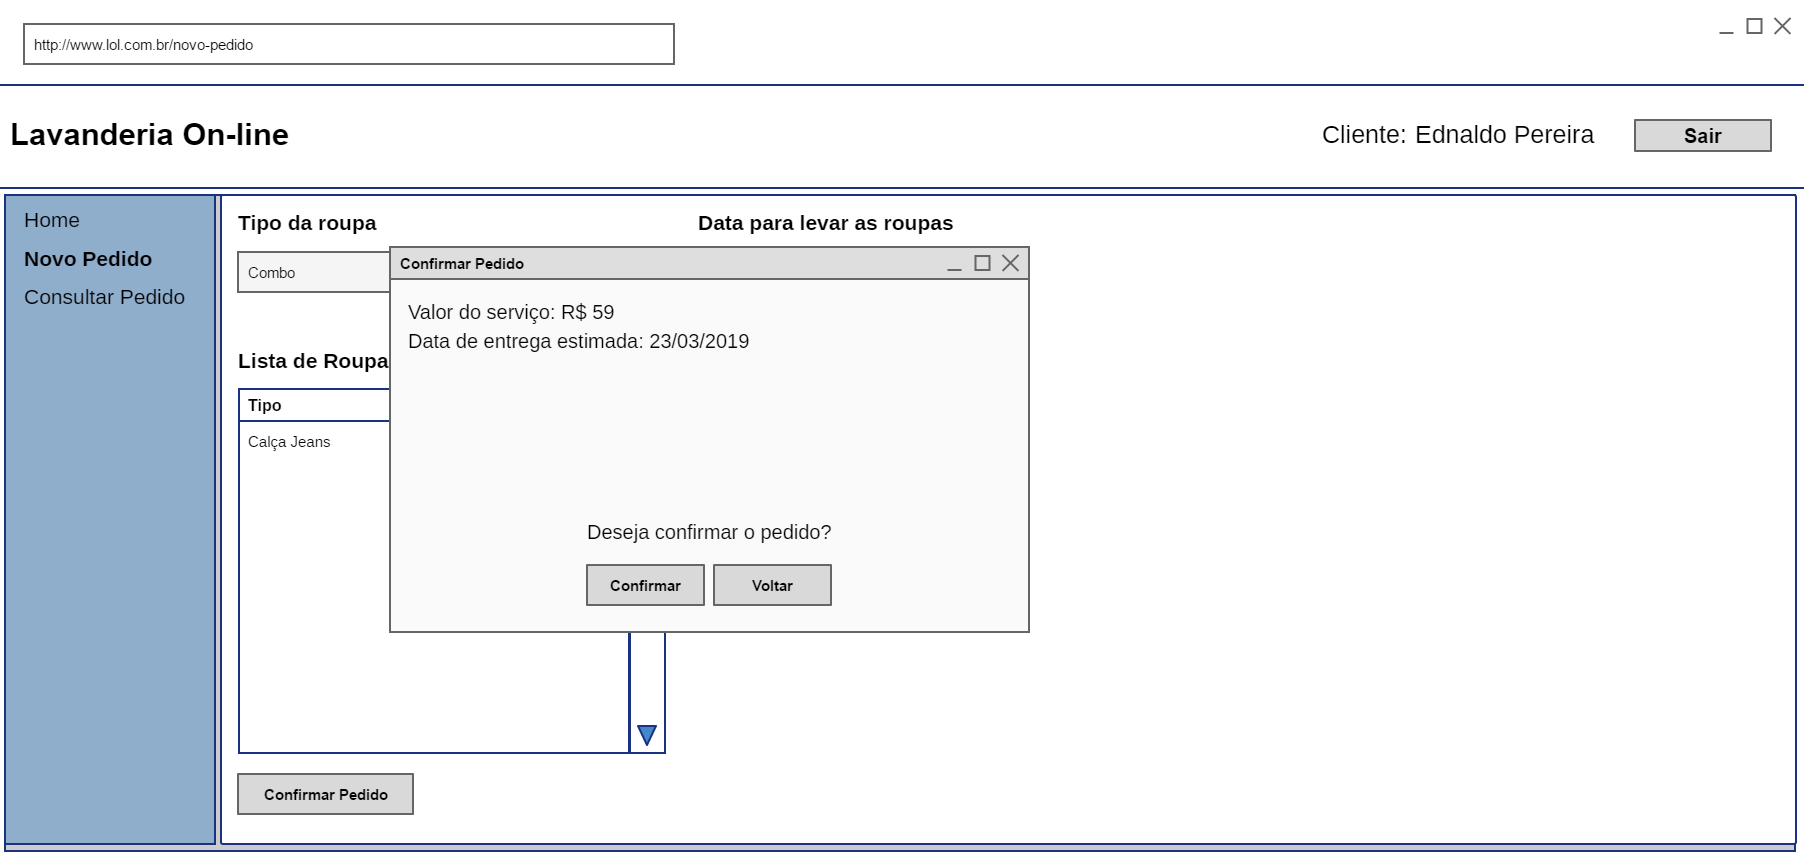 http://www.lol.com.br/novo-pedido
Lavanderia On-line
Cliente: Ednaldo Pereira
Sair
Home
Novo Pedido
Consultar Pedido
Tipo da roupa
Data para levar as roupas
Combo
Confirmar Pedido
Valor do serviço: R$ 59
Data de entrega estimada: 23/03/2019
Lista de Roupa
Tipo
Calça Jeans
Deseja confirmar o pedido?
Confirmar
Voltar
Confirmar Pedido